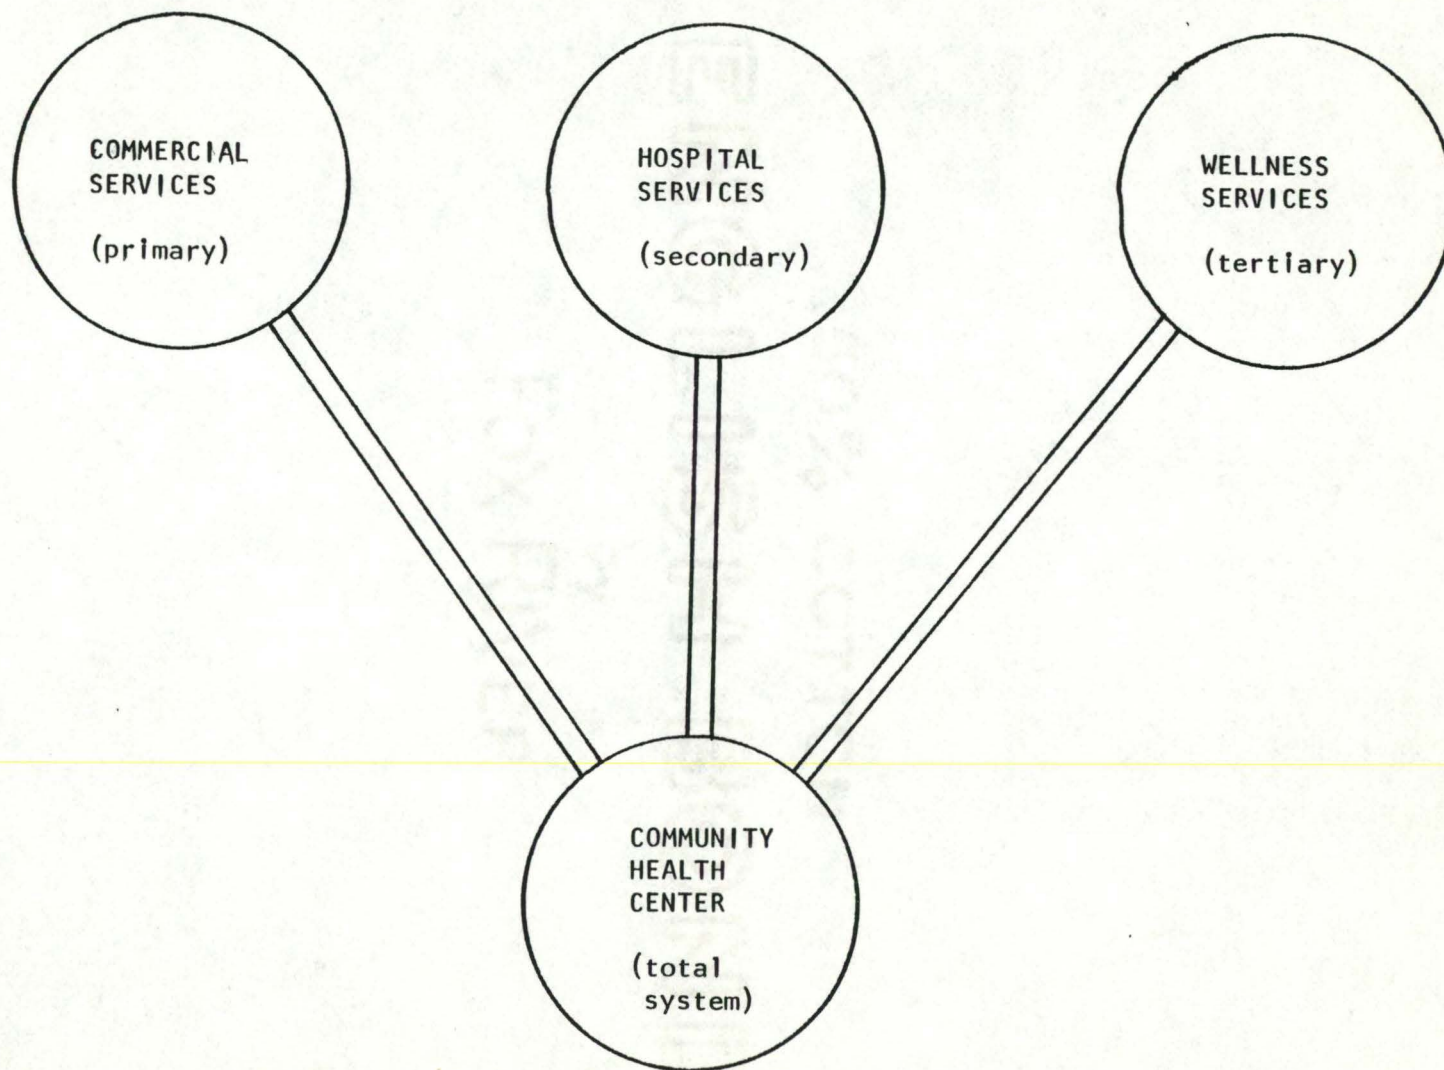 COMMERCIAL
SERVICES
(primary)
HOSPITAL
SERVICES
(secondary)
WELLNESS
SERVICES
(tertiary)
COMMUNITY
HEALTH
CENTER
(total
system)